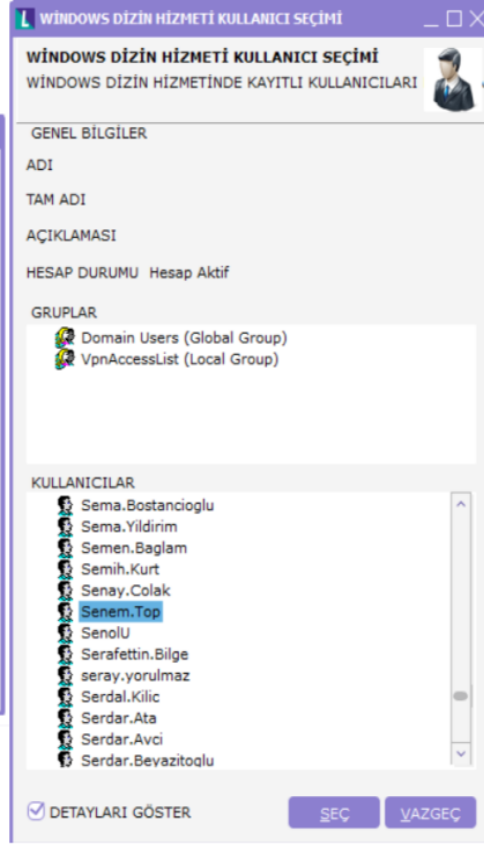 WİNDOWS DİZİN HİZMETİ KULLANICI SEÇİMİ
WİNDOWS DİZİN HİZMETİ KULLANICI SEÇİMİ
WİNDOWS DİZİN HİZMETİNDE KAYITLI KULLANICILARI
GENEL BİLGİLER
ADI
TAM ADI
AÇIKLAMASI
HESAP DURUMU Hesap Aktif
GRUPLAR
Domain Users (Global Group)
VpnAccessList (Local Group)
KULLANICILAR
Sema.Bostancioglu
Sema.Yildirim
Semen.Baglam
Semih.Kurt
Senay.Colak
Senem.Top
SenolU
Serafettin.Bilge
seray.yorulmaz
Serdal.Kilic
Serdar.Ata
Serdar.Avci
Serdar.Beyazitoglu
DETAYLARI GÖSTER
SEÇ
VAZGEÇ